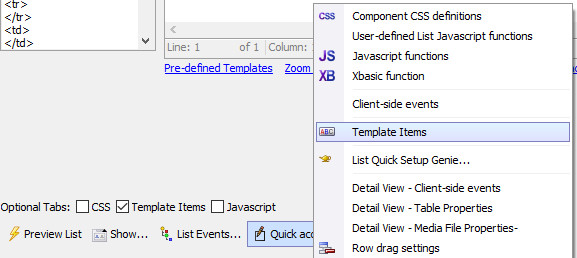 <tr>
</tr>
<td>
</td>
Line: 1 of 1 Column:
Pre-defined Templates Zoom
CSS Component CSS definitions
User-defined List Javascript functions
JS Javascript functions
XB Xbasic function
Client-side events
ABC Template Items
List Quick Setup Genie...
Detail View - Client-side events
Detail View - Table Properties
Detail View - Media File Properties-
Row drag settings
Optional Tabs: CSS Template Items Javascript
Preview List Show... List Events... Quick acc